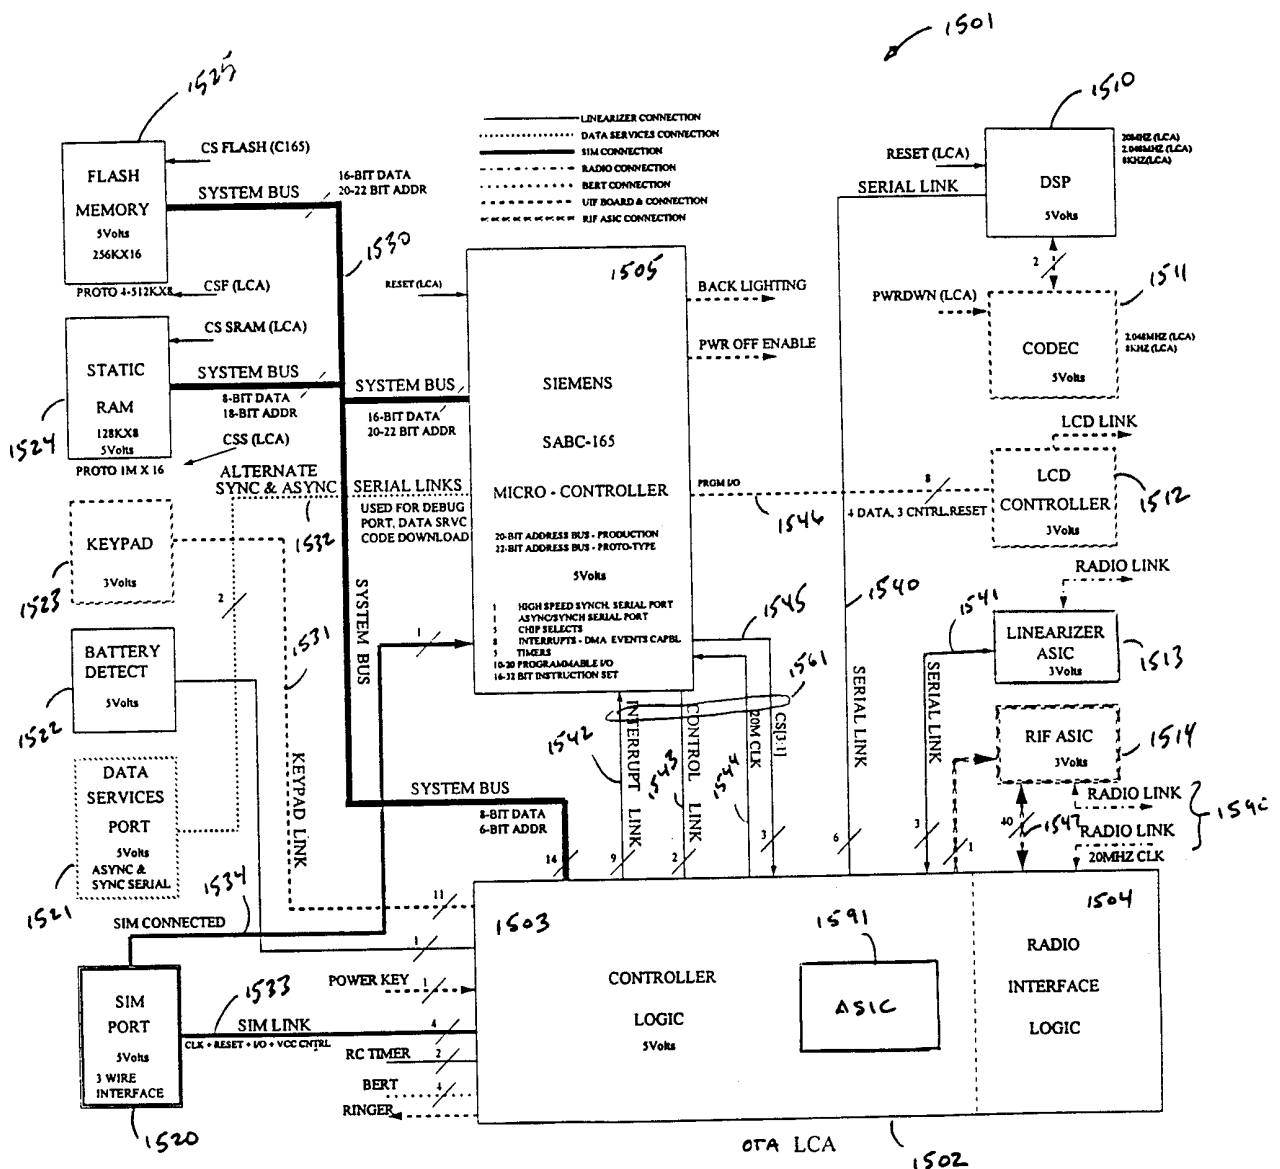 1501
1525
1510
LINEARIZER CONNECTION
DATA SERVICES CONNECTION
SIM CONNECTION
RADIO CONNECTION
BERT CONNECTION
UIF BOARD & CONNECTION
RIF ASIC CONNECTION
FLASH
MEMORY
5Volts
256KX16
CS FLASH (C165)
SYSTEM BUS
16-BIT DATA
20-22 BIT ADDR
1530
PROTO 4-512KX8
CSF (LCA)
RESET (LCA)
SERIAL LINK
DSP
5Volts
20MHZ (LCA)
2.048MHZ (LCA)
8KHZ (LCA)
2
1511
PWRDWN (LCA)
CODEC
5Volts
2.048MHZ (LCA)
8KHZ (LCA)
STATIC
RAM
128KX8
5Volts
CS SRAM (LCA)
SYSTEM BUS
8-BIT DATA
18-BIT ADDR
CSS (LCA)
1524
PROTO 1M X 16
RESET (LCA)
1505
BACK LIGHTING
PWR OFF ENABLE
SYSTEM BUS
16-BIT DATA
20-22 BIT ADDR
SIEMENS
SABC-165
MICRO - CONTROLLER
20-BIT ADDRESS BUS - PRODUCTION
22-BIT ADDRESS BUS - PROTO-TYPE
5Volts
1 HIGH SPEED SYNCH. SERIAL PORT
1 ASYNC/SYNCH SERIAL PORT
5 CHIP SELECTS
8 INTERRUPTS - DMA EVENTS CAPBL
5 TIMERS
10-20 PROGRAMMABLE I/O
16-32 BIT INSTRUCTION SET
ALTERNATE
SYNC & ASYNC
SERIAL LINKS
USED FOR DEBUG
PORT, DATA SRVC
CODE DOWNLOAD
1532
PRGM I/O
8
4 DATA, 3 CNTRL, RESET
1546
LCD LINK
LCD
CONTROLLER
3Volts
1512
KEYPAD
3Volts
1523
2
1531
SYSTEM BUS
1
1545
1540
1541
RADIO LINK
LINEARIZER
ASIC
3Volts
1513
BATTERY
DETECT
5Volts
1522
KEYPAD LINK
1561
1542
INTERRUPT LINK
1543
CONTROL LINK
1544
20M CLK
CS[3:1]
SERIAL LINK
SERIAL LINK
RIF ASIC
3Volts
1514
RADIO LINK
RADIO LINK
20MHZ CLK
1547
40
DATA
SERVICES
PORT
5Volts
ASYNC &
SYNC SERIAL
1521
SYSTEM BUS
8-BIT DATA
6-BIT ADDR
14
9
2
3
6
3
1
1534
SIM CONNECTED
11
1
POWER KEY
1
1533
SIM LINK
CLK + RESET + I/O + VCC CNTRL
4
RC TIMER
2
BERT
4
RINGER
SIM
PORT
5Volts
3 WIRE
INTERFACE
1520
1503
CONTROLLER
LOGIC
5Volts
1591
ASIC
1504
RADIO
INTERFACE
LOGIC
OTA LCA
1502